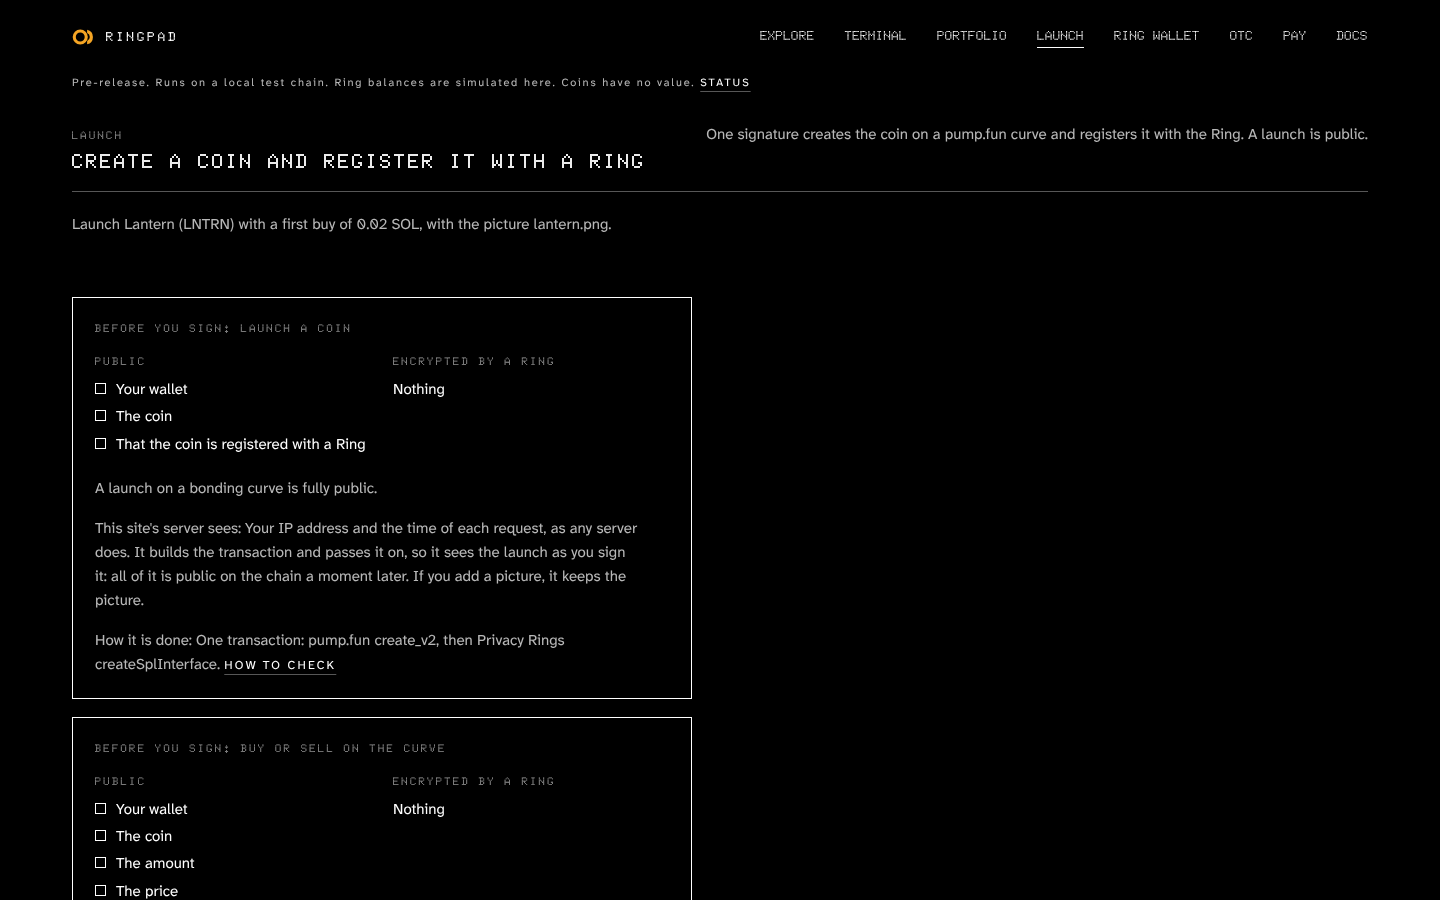 RINGPAD
EXPLORE TERMINAL PORTFOLIO LAUNCH RING WALLET OTC PAY DOCS
Pre-release. Runs on a local test chain. Ring balances are simulated here. Coins have no value. STATUS
LAUNCH
CREATE A COIN AND REGISTER IT WITH A RING
One signature creates the coin on a pump.fun curve and registers it with the Ring. A launch is public.
Launch Lantern (LNTRN) with a first buy of 0.02 SOL, with the picture lantern.png.
BEFORE YOU SIGN: LAUNCH A COIN
PUBLIC
Your wallet
The coin
That the coin is registered with a Ring
ENCRYPTED BY A RING
Nothing
A launch on a bonding curve is fully public.
This site's server sees: Your IP address and the time of each request, as any server
does. It builds the transaction and passes it on, so it sees the launch as you sign
it: all of it is public on the chain a moment later. If you add a picture, it keeps the
picture.
How it is done: One transaction: pump.fun create_v2, then Privacy Rings
createSplInterface. HOW TO CHECK
BEFORE YOU SIGN: BUY OR SELL ON THE CURVE
PUBLIC
Your wallet
The coin
The amount
The price
ENCRYPTED BY A RING
Nothing